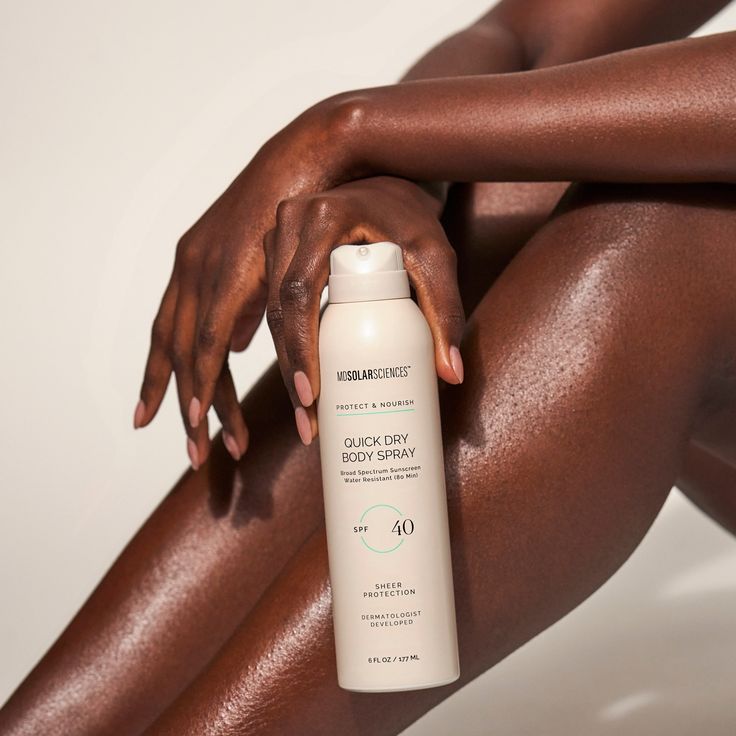 MDSOLARSCIENCES™
PROTECT & NOURISH
QUICK DRY
BODY SPRAY
Broad Spectrum Sunscreen
Water Resistant (80 Min)
SPF 40
SHEER
PROTECTION
DERMATOLOGIST
DEVELOPED
6 FL OZ / 177 ML